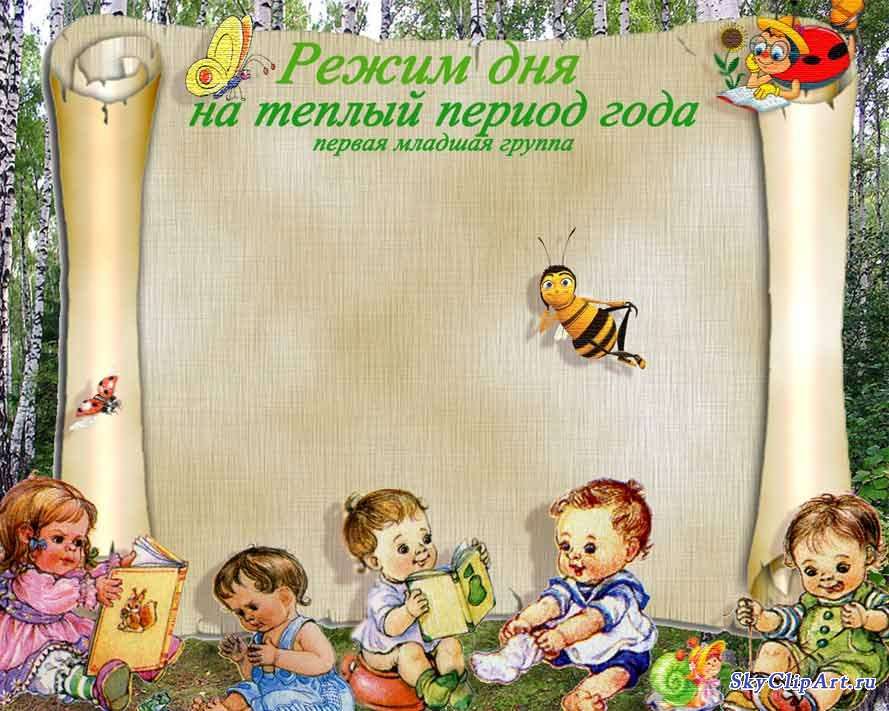 Режим дня
на теплый период года
первая младшая группа
SkyClipArt.ru